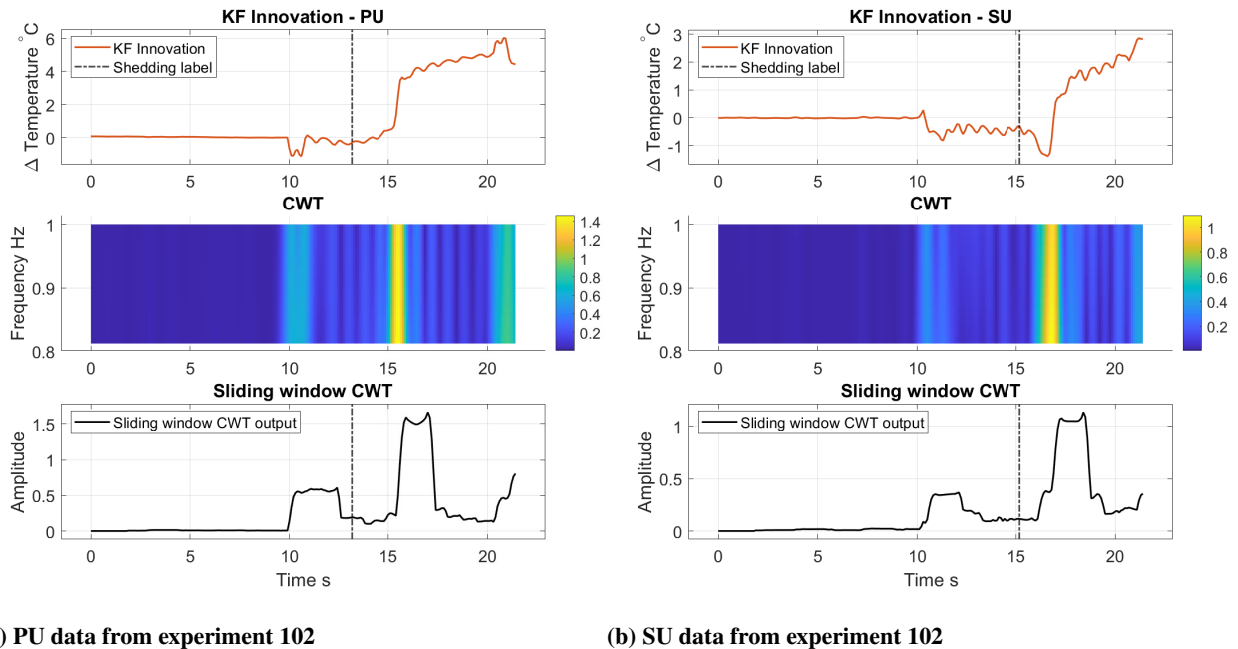 KF Innovation - PU
Δ Temperature °C
6
4
2
0
KF Innovation
Shedding label
0 5 10 15 20
CWT
Frequency Hz
1
0.9
0.8
1.4
1.2
1
0.8
0.6
0.4
0.2
0 5 10 15 20
Sliding window CWT
Amplitude
1.5
1
0.5
0
Sliding window CWT output
0 5 10 15 20
Time s
) PU data from experiment 102
KF Innovation - SU
Δ Temperature °C
3
2
1
0
-1
KF Innovation
Shedding label
0 5 10 15 20
CWT
Frequency Hz
1
0.9
0.8
1
0.8
0.6
0.4
0.2
0 5 10 15 20
Sliding window CWT
Amplitude
1
0.5
0
Sliding window CWT output
0 5 10 15 20
Time s
(b) SU data from experiment 102